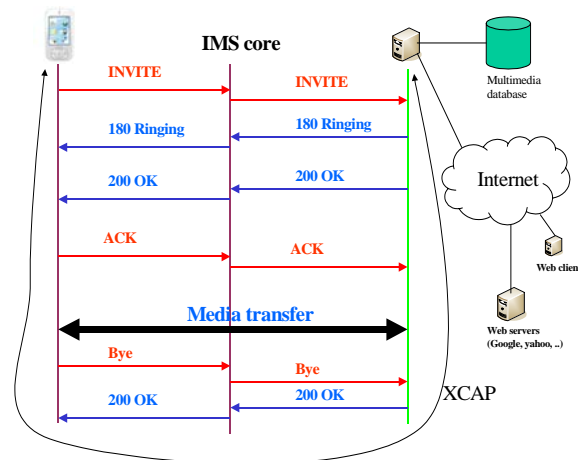 IMS core
Multimedia
database
INVITE
INVITE
180 Ringing
180 Ringing
200 OK
200 OK
Internet
ACK
ACK
Web client
Media transfer
Web servers
(Google, yahoo, ..)
Bye
Bye
XCAP
200 OK
200 OK